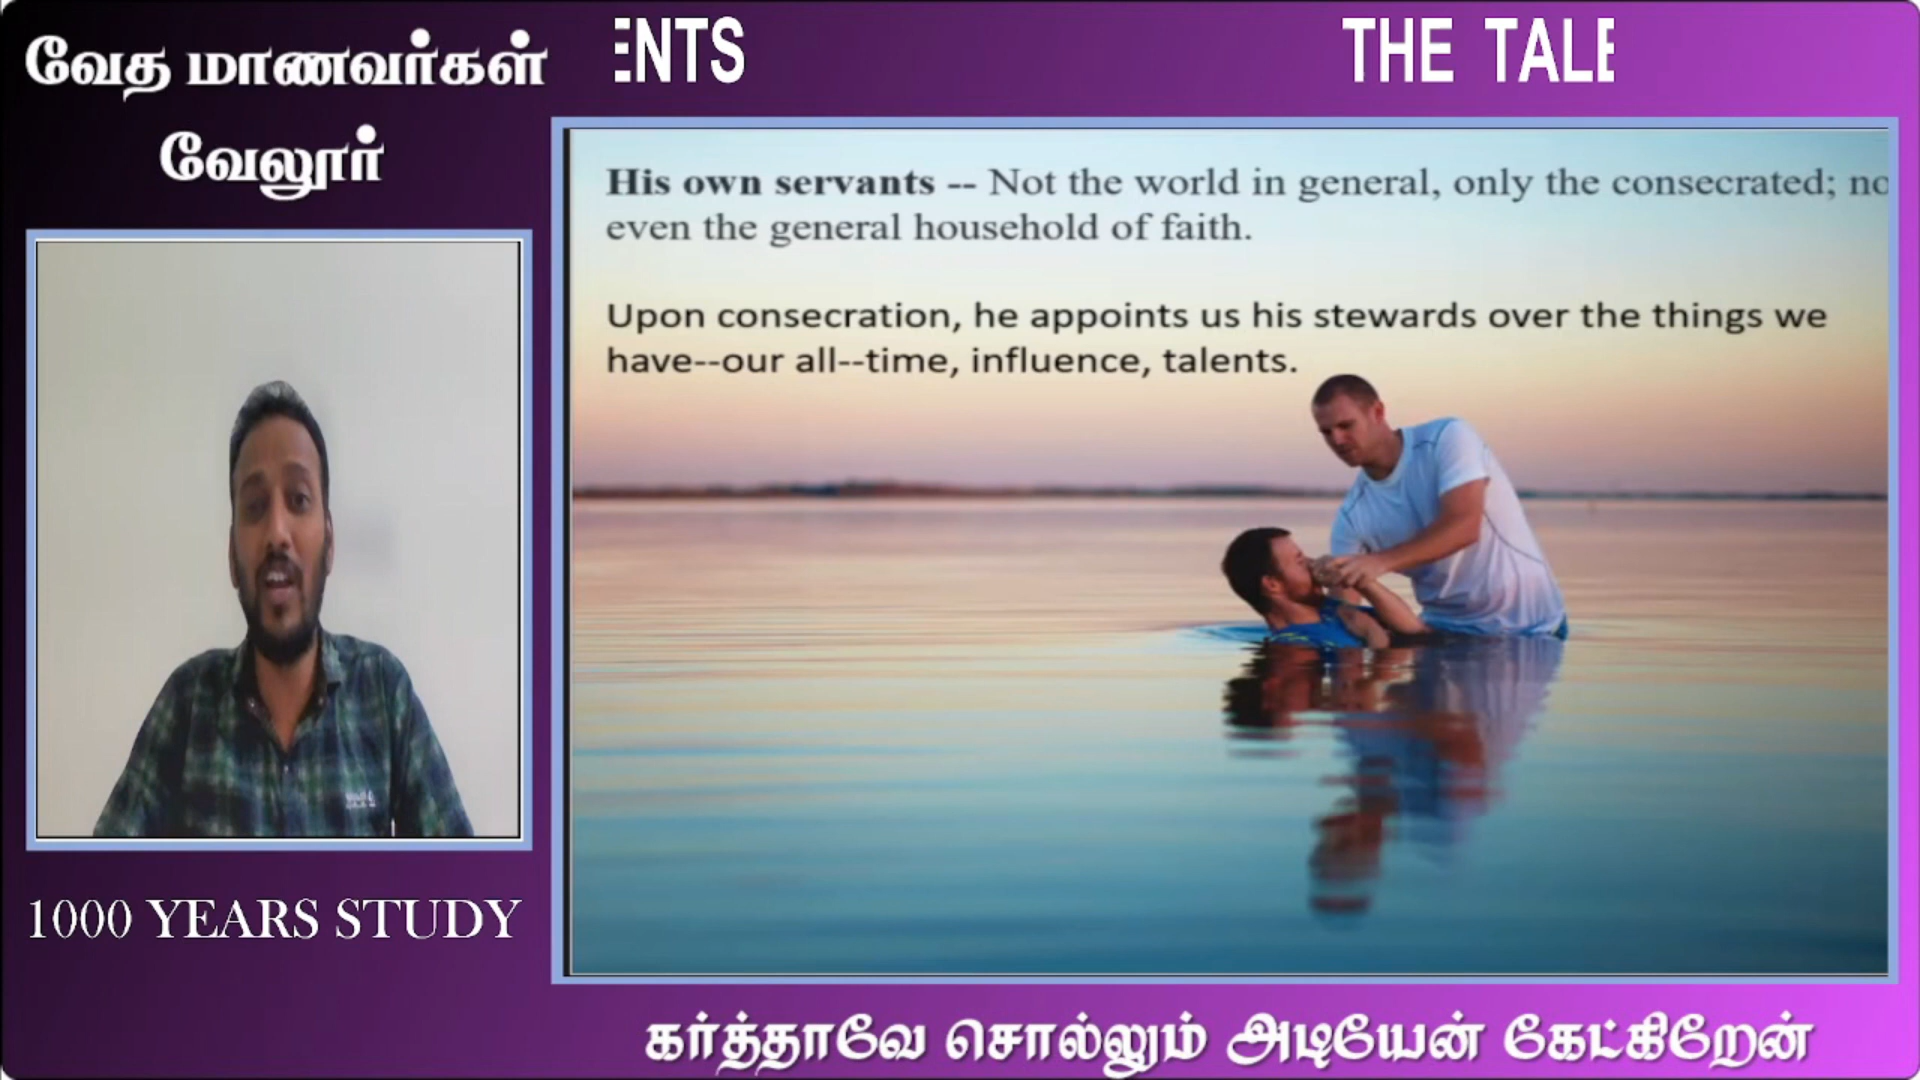 வேத மாணவர்கள்
வேலூர்
ENTS THE TALE
His own servants -- Not the world in general, only the consecrated; no
even the general household of faith.
Upon consecration, he appoints us his stewards over the things we
have--our all--time, influence, talents.
1000 YEARS STUDY
கர்த்தாவே சொல்லும் அடியேன் கேட்கிறேன்